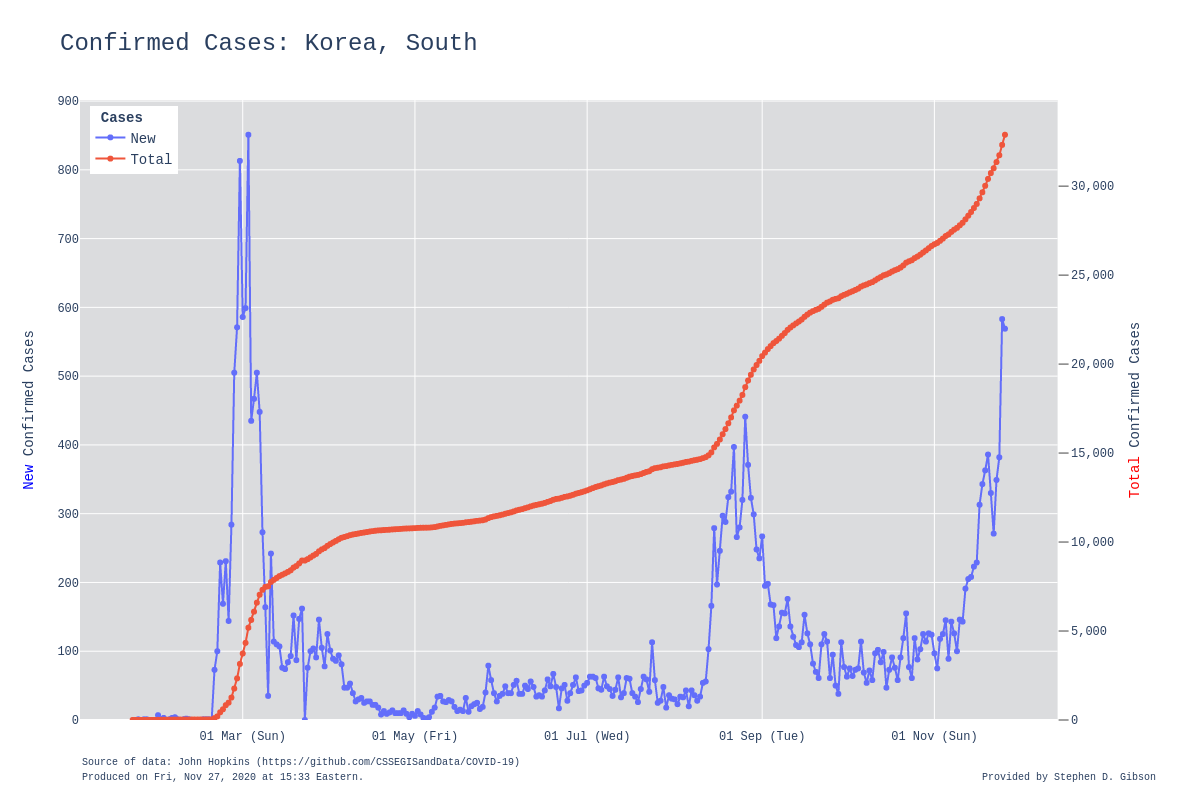 Confirmed Cases: Korea, South
Cases
New
Total
900
800
700
600
500
400
300
200
100
0
30,000
25,000
20,000
15,000
10,000
5,000
0
New Confirmed Cases
Total Confirmed Cases
01 Mar (Sun) 01 May (Fri) 01 Jul (Wed) 01 Sep (Tue) 01 Nov (Sun)
Source of data: John Hopkins (https://github.com/CSSEGISandData/COVID-19)
Produced on Fri, Nov 27, 2020 at 15:33 Eastern.
Provided by Stephen D. Gibson